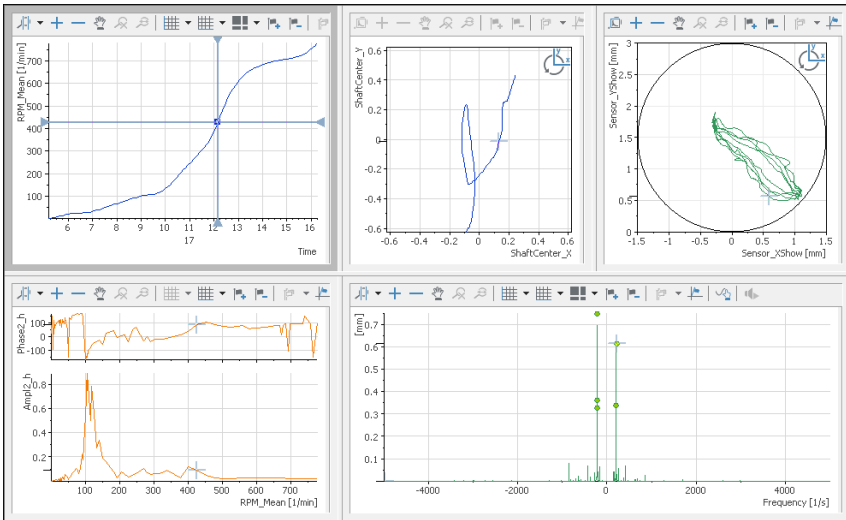 RPM_Mean [1/min]
700
600
500
400
300
200
100
6 7 8 9 10 11 12 13 14 15 16
17
Time
ShaftCenter_Y
0.6
0.4
0.2
0
-0.2
-0.4
-0.6
-0.6 -0.4 -0.2 0 0.2 0.4 0.6
ShaftCenter_X
y
x
Sensor_YShow [mm]
3
2.5
2
1.5
1
0.5
0
-1.5 -1 -0.5 0 0.5 1 1.5
Sensor_XShow [mm]
y
x
Phase2_h
100
0
-100
Ampl2_h
0.8
0.6
0.4
0.2
100 200 300 400 500 600 700
RPM_Mean [1/min]
[mm]
0.7
0.6
0.5
0.4
0.3
0.2
0.1
-4000 -2000 0 2000 4000
Frequency [1/s]